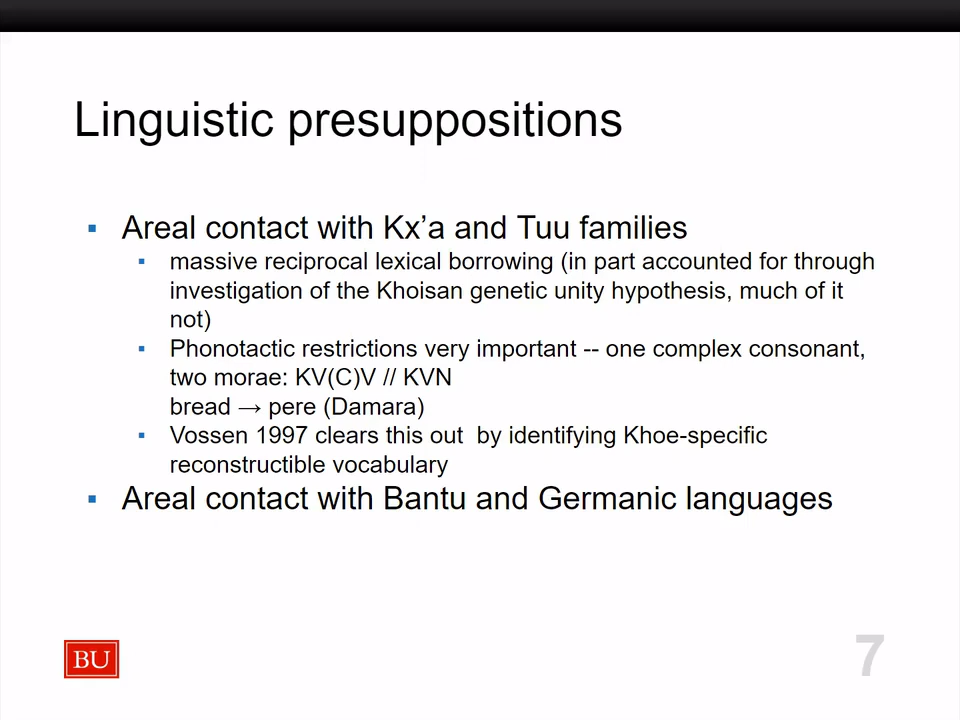 Linguistic presuppositions
▪ Areal contact with Kx’a and Tuu families
▪ massive reciprocal lexical borrowing (in part accounted for through
investigation of the Khoisan genetic unity hypothesis, much of it
not)
▪ Phonotactic restrictions very important -- one complex consonant,
two morae: KV(C)V // KVN
bread → pere (Damara)
▪ Vossen 1997 clears this out  by identifying Khoe-specific
reconstructible vocabulary
▪ Areal contact with Bantu and Germanic languages
BU
7